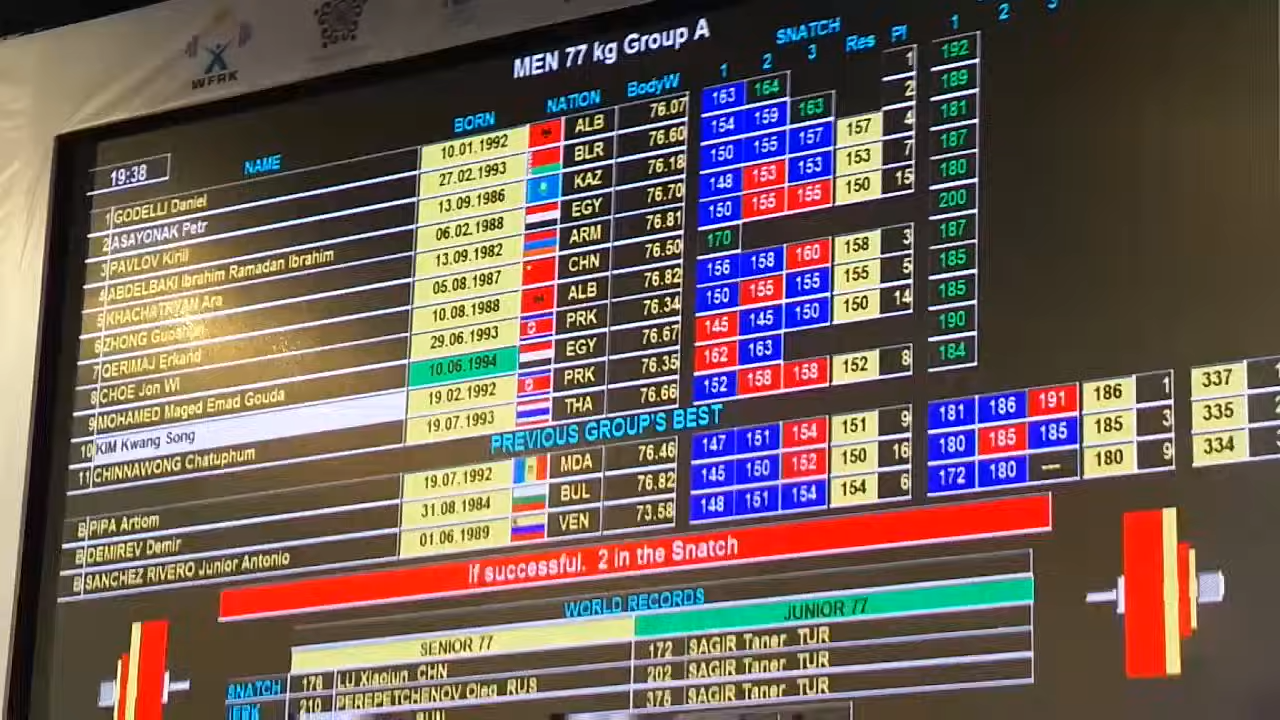 WFRK
MEN 77 kg Group A
19:38 NAME BORN NATION BodyW SNATCH 1 2 3 Res Pl 1 2 3
1 GODELLI Daniel 10.01.1992 ALB 76.07 163 164 1 192
2 ASAYONAK Petr 27.02.1993 BLR 76.60 154 159 163 2 189
3 PAVLOV Kirill 13.09.1986 KAZ 76.18 150 155 157 157 4 181
4 ABDELBAKI Ibrahim Ramadan Ibrahim 06.02.1988 EGY 76.70 148 153 153 153 7 187
5 KHACHATRYAN Ara 13.09.1982 ARM 76.81 150 155 155 150 15 180
6 ZHONG Guoshun 05.08.1987 CHN 76.50 170 200
7 QERIMAJ Erkand 10.08.1988 ALB 76.82 156 158 160 158 3 187
8 CHOE Jon Wi 29.06.1993 PRK 76.34 150 155 155 155 5 185
9 MOHAMED Maged Emad Gouda 10.06.1994 EGY 76.67 145 145 150 150 14 185
10 KIM Kwang Song 19.02.1992 PRK 76.35 162 163 190
11 CHINNAWONG Chatuphum 19.07.1993 THA 76.66 152 158 158 152 8 184
PREVIOUS GROUP'S BEST
B PIPA Artiom 19.07.1992 MDA 76.46 147 151 154 151 9 181 186 191 186 1 337
B DEMIREV Demir 31.08.1984 BUL 76.82 145 150 152 150 16 180 185 185 185 3 335
B SANCHEZ RIVERO Junior Antonio 01.06.1989 VEN 73.58 148 151 154 154 6 172 180 — 180 9 334
If successful. 2 in the Snatch
WORLD RECORDS
SENIOR 77 JUNIOR 77
SNATCH 176 LU Xiaojun CHN 172 SAGIR Taner TUR
JERK 210 PEREPETCHENOV Oleg RUS 202 SAGIR Taner TUR
376 SAGIR Taner TUR